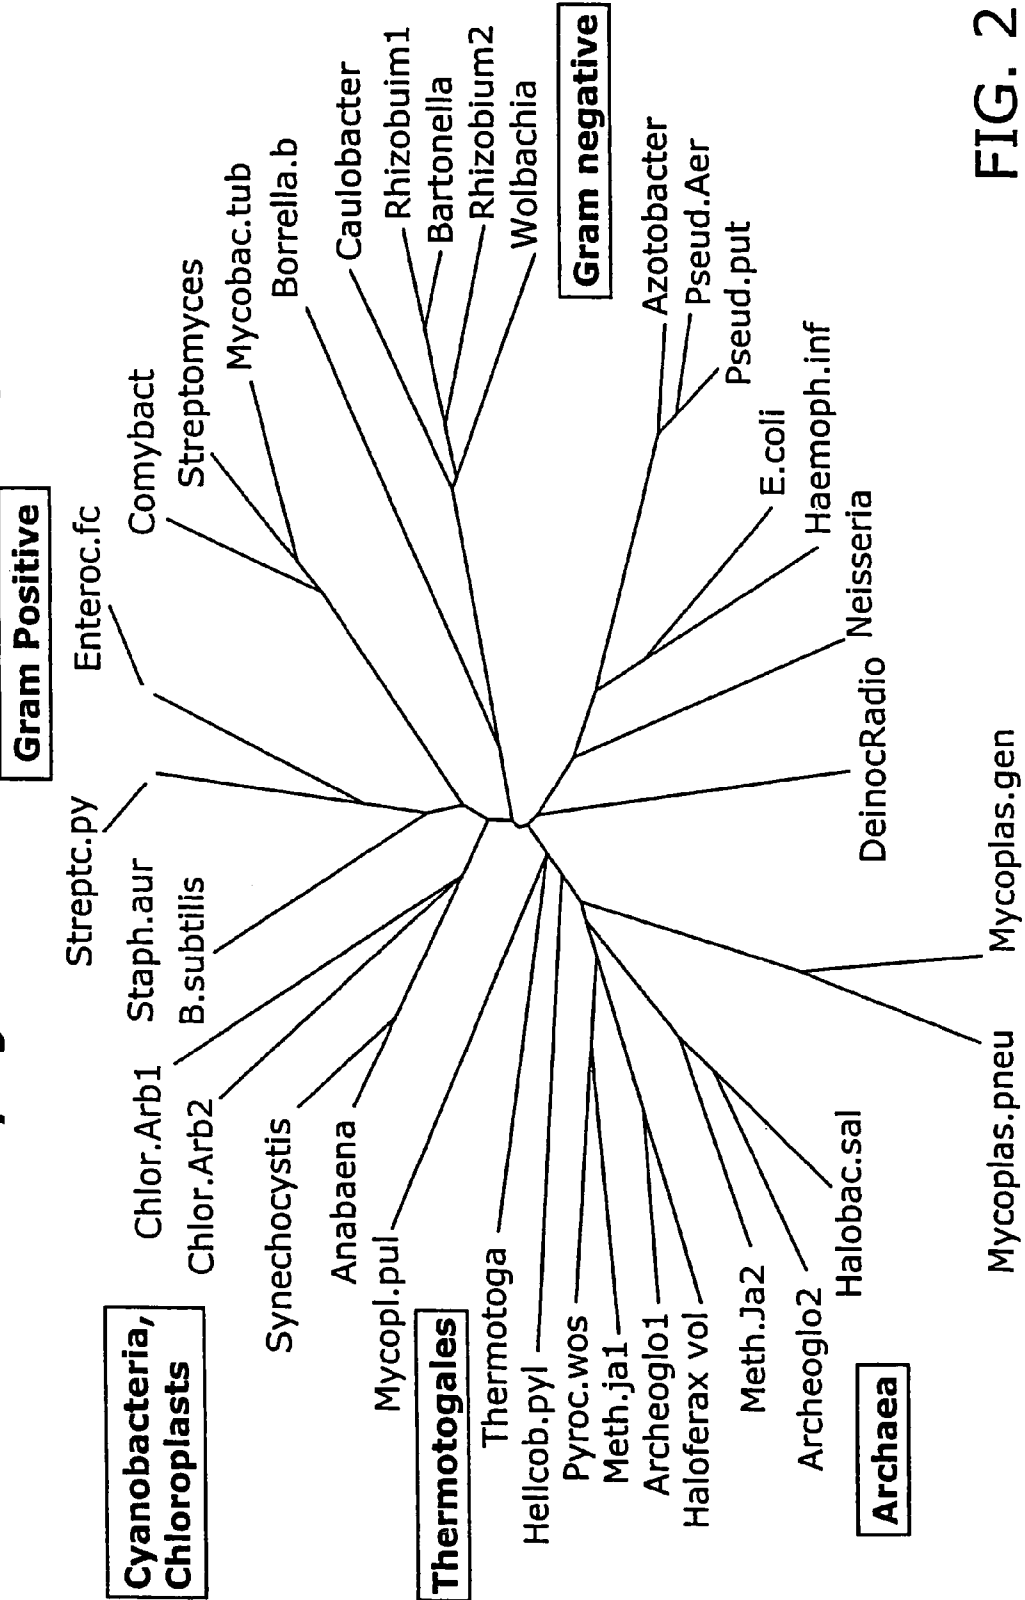 Gram Positive
Streptc.py
Enteroc.fc
Comybact
Streptomyces
Mycobac.tub
Borrella.b
Caulobacter
Rhizobuim1
Bartonella
Rhizobium2
Wolbachia
Gram negative
Azotobacter
Pseud.Aer
Pseud.put
E.coli
Haemoph.inf
Neisseria
DeinocRadio
Mycoplas.gen
Mycoplas.pneu
Staph.aur
B.subtilis
Chlor.Arb1
Chlor.Arb2
Cyanobacteria,
Chloroplasts
Synechocystis
Anabaena
Mycopl.pul
Thermotogales
Thermotoga
Hellcob.pyl
Pyroc.wos
Meth.ja1
Archeoglo1
Haloferax vol
Meth.Ja2
Archeoglo2
Halobac.sal
Archaea
FIG. 2